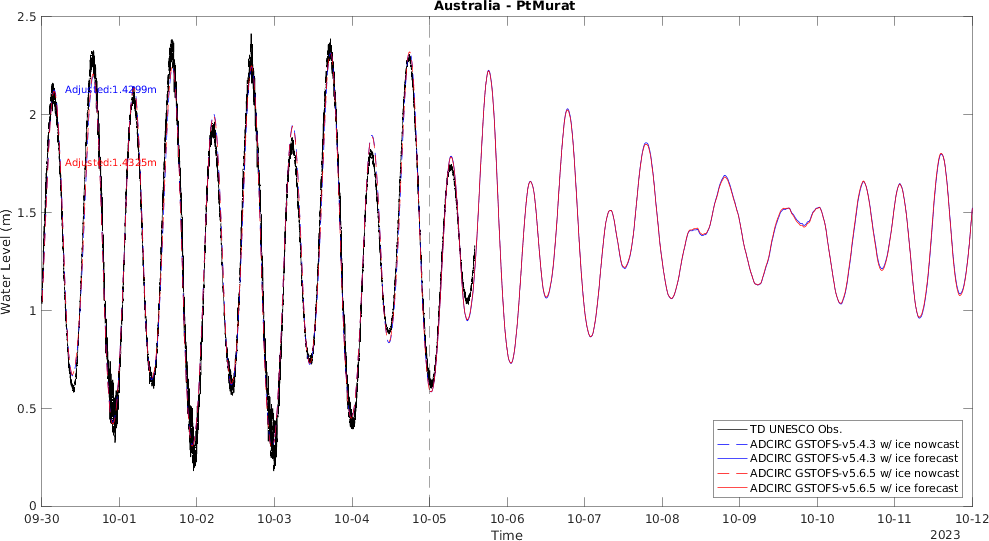 Australia - PtMurat
2.5
2
1.5
1
0.5
0
Water Level (m)
Adjusted:1.4299m
Adjusted:1.4325m
TD UNESCO Obs.
ADCIRC GSTOFS-v5.4.3 w/ ice nowcast
ADCIRC GSTOFS-v5.4.3 w/ ice forecast
ADCIRC GSTOFS-v5.6.5 w/ ice nowcast
ADCIRC GSTOFS-v5.6.5 w/ ice forecast
09-30 10-01 10-02 10-03 10-04 10-05 10-06 10-07 10-08 10-09 10-10 10-11 10-12
Time
2023